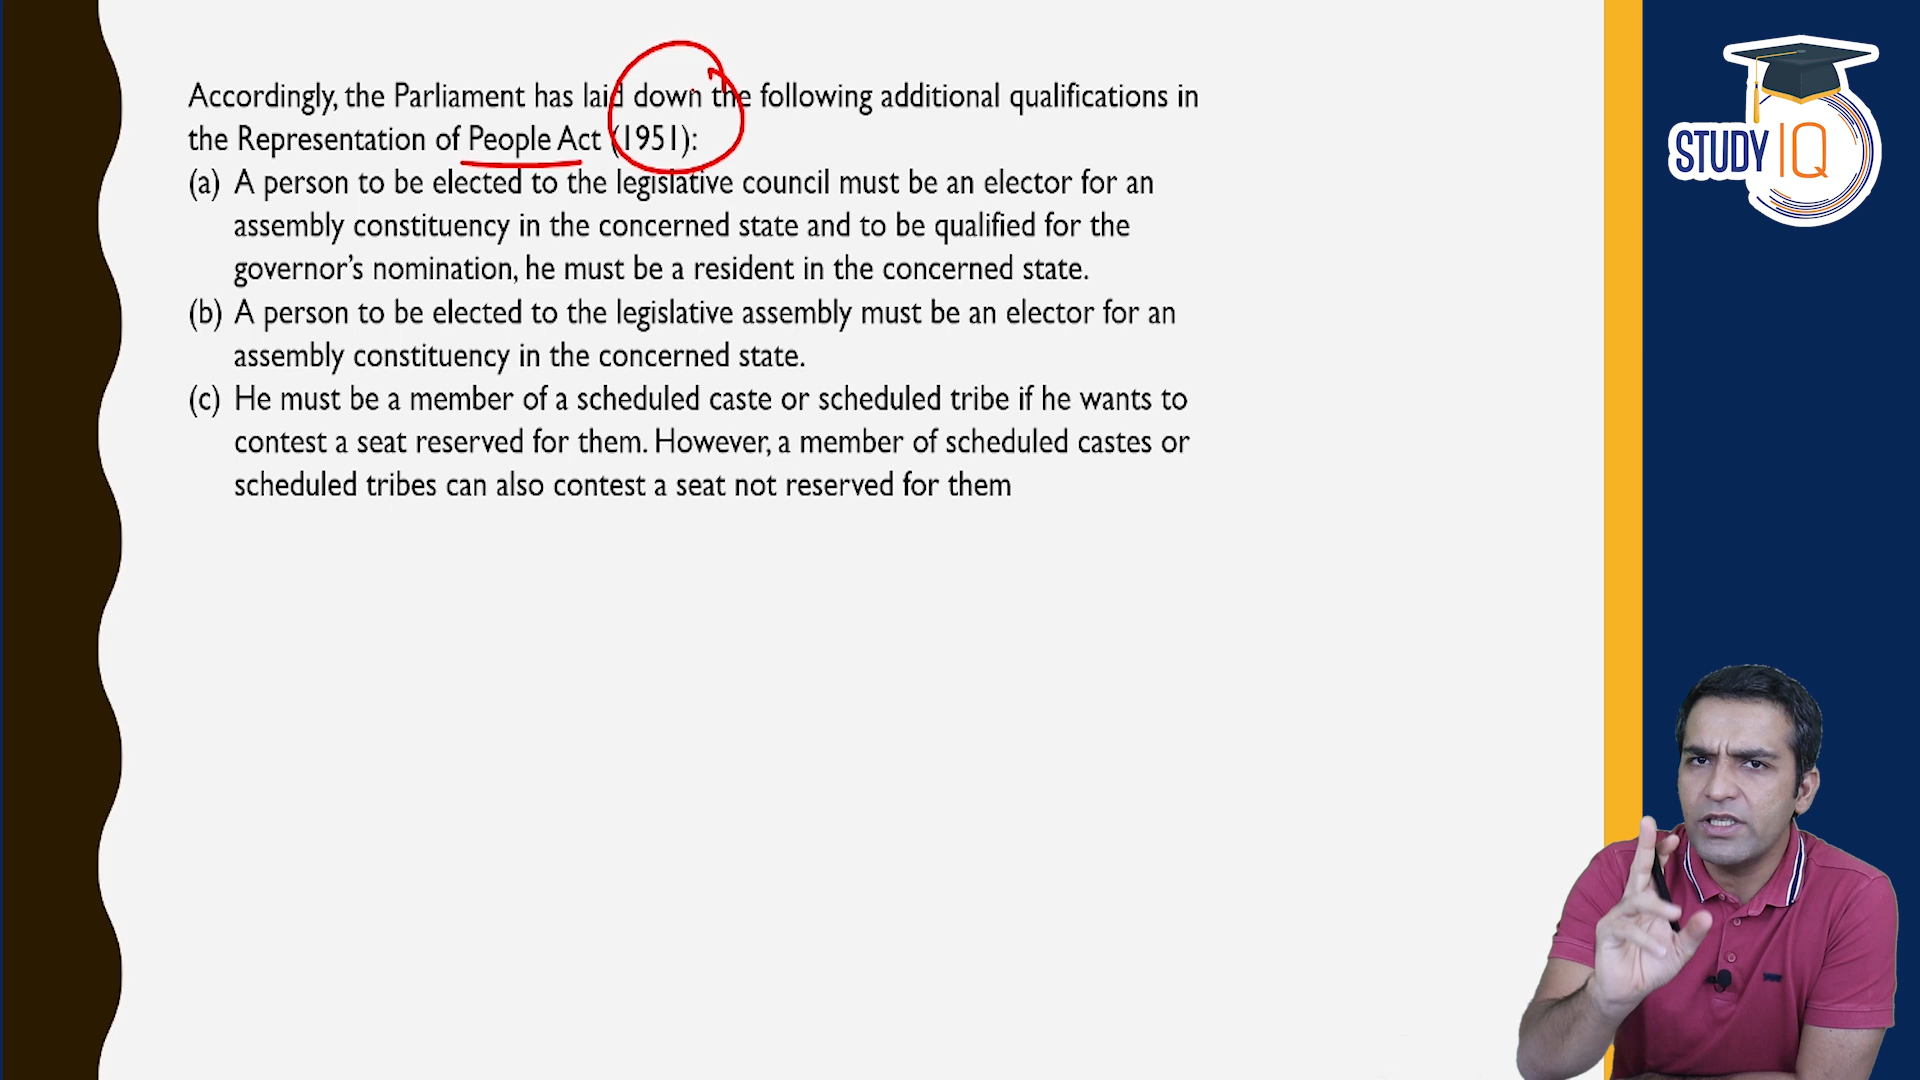 Accordingly, the Parliament has laid down the following additional qualifications in
the Representation of People Act (1951):
(a) A person to be elected to the legislative council must be an elector for an
assembly constituency in the concerned state and to be qualified for the
governor’s nomination, he must be a resident in the concerned state.
(b) A person to be elected to the legislative assembly must be an elector for an
assembly constituency in the concerned state.
(c) He must be a member of a scheduled caste or scheduled tribe if he wants to
contest a seat reserved for them. However, a member of scheduled castes or
scheduled tribes can also contest a seat not reserved for them
STUDY IQ